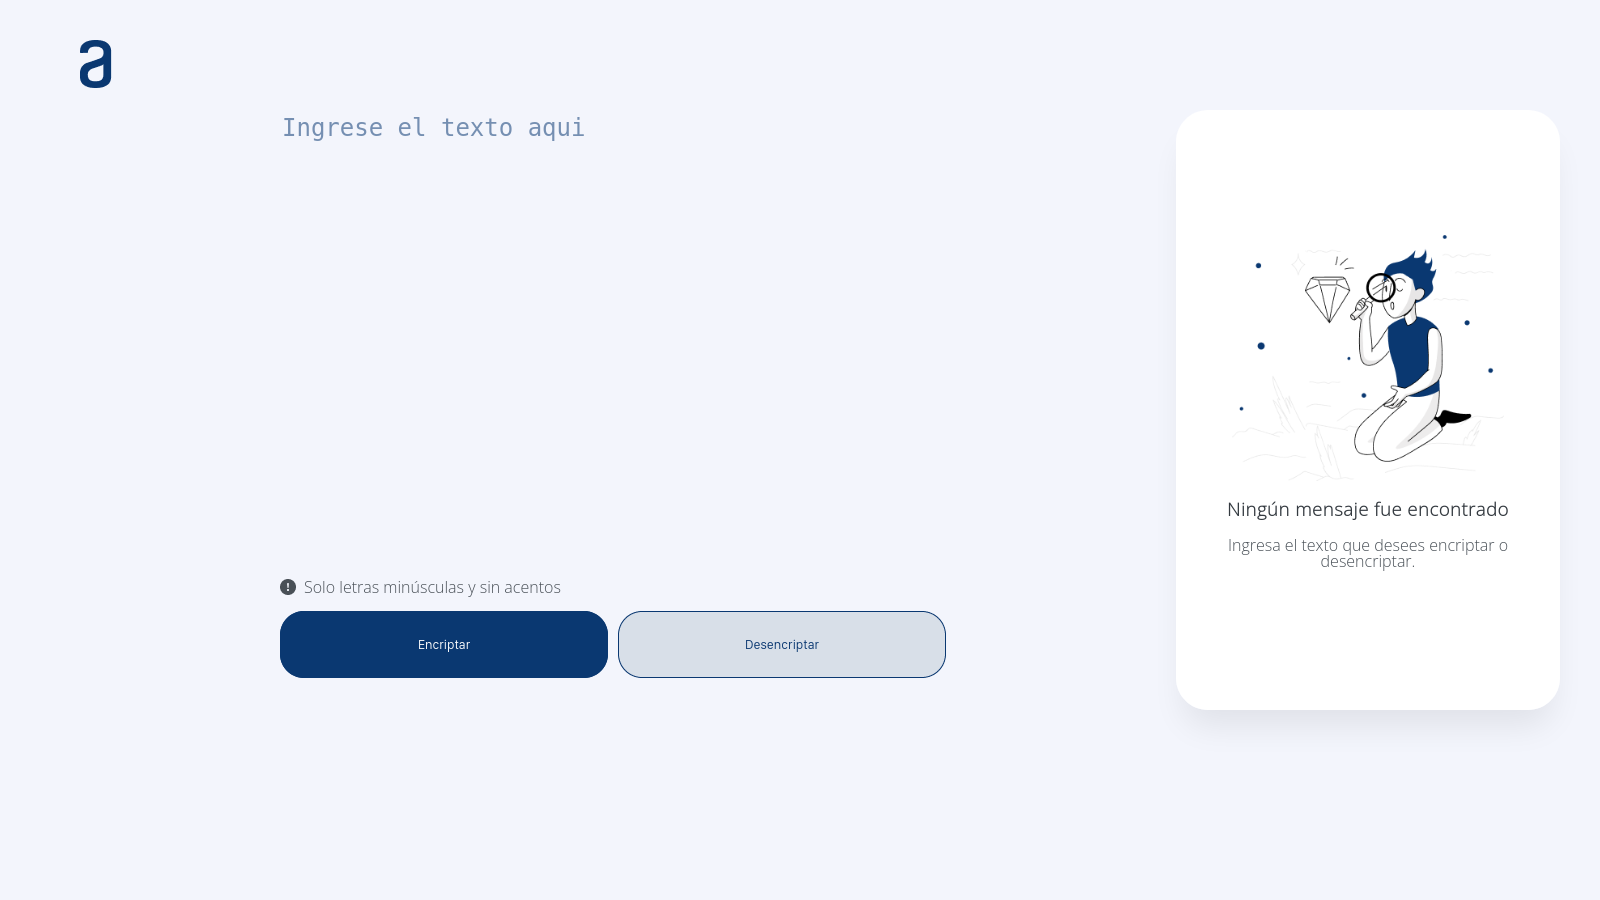 a
Ingrese el texto aqui
Solo letras minúsculas y sin acentos
Encriptar
Desencriptar
Ningún mensaje fue encontrado
Ingresa el texto que desees encriptar o
desencriptar.